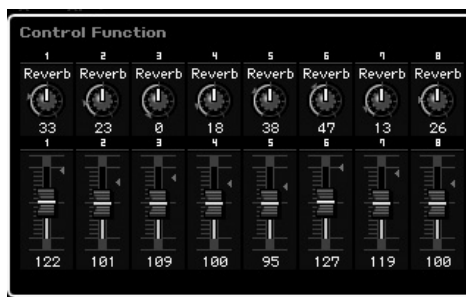 Control Function
1 2 3 4 5 6 7 8
Reverb Reverb Reverb Reverb Reverb Reverb Reverb Reverb
33 23 0 18 38 47 13 26
1 2 3 4 5 6 7 8
122 101 109 100 95 127 119 100